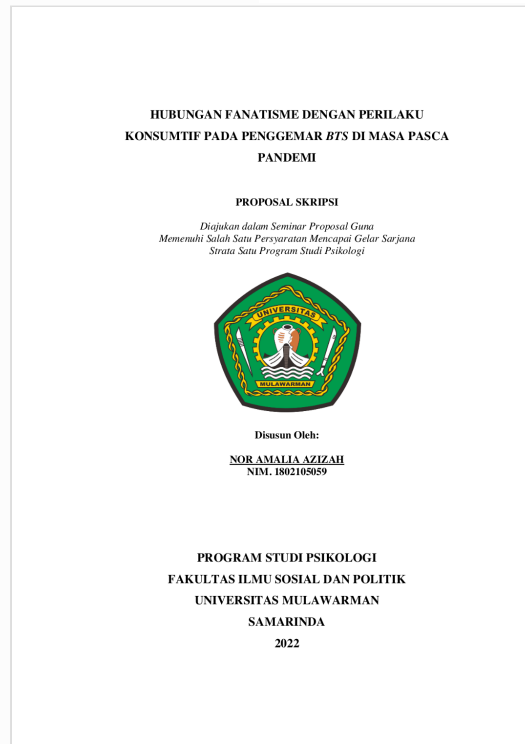 HUBUNGAN FANATISME DENGAN PERILAKU
KONSUMTIF PADA PENGGEMAR BTS DI MASA PASCA
PANDEMI
PROPOSAL SKRIPSI
Diajukan dalam Seminar Proposal Guna
Memenuhi Salah Satu Persyaratan Mencapai Gelar Sarjana
Strata Satu Program Studi Psikologi
UNIVERSITAS
MULAWARMAN
Disusun Oleh:
NOR AMALIA AZIZAH
NIM. 1802105059
PROGRAM STUDI PSIKOLOGI
FAKULTAS ILMU SOSIAL DAN POLITIK
UNIVERSITAS MULAWARMAN
SAMARINDA
2022